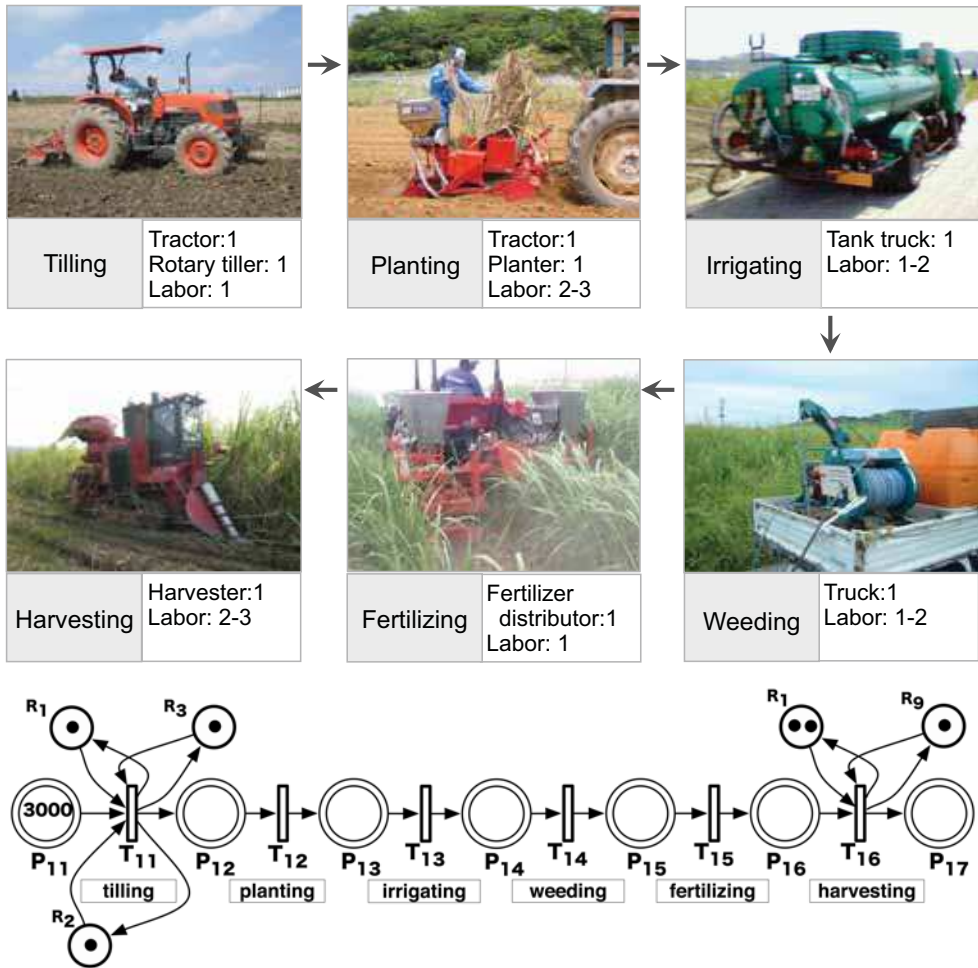 Tilling
Tractor:1
Rotary tiller: 1
Labor: 1
Planting
Tractor:1
Planter: 1
Labor: 2-3
Irrigating
Tank truck: 1
Labor: 1-2
Harvesting
Harvester:1
Labor: 2-3
Fertilizing
Fertilizer
distributor:1
Labor: 1
Weeding
Truck:1
Labor: 1-2
R1
R3
R1
R9
3000
P11
T11
P12
T12
P13
T13
P14
T14
P15
T15
P16
T16
P17
tilling
planting
irrigating
weeding
fertilizing
harvesting
R2